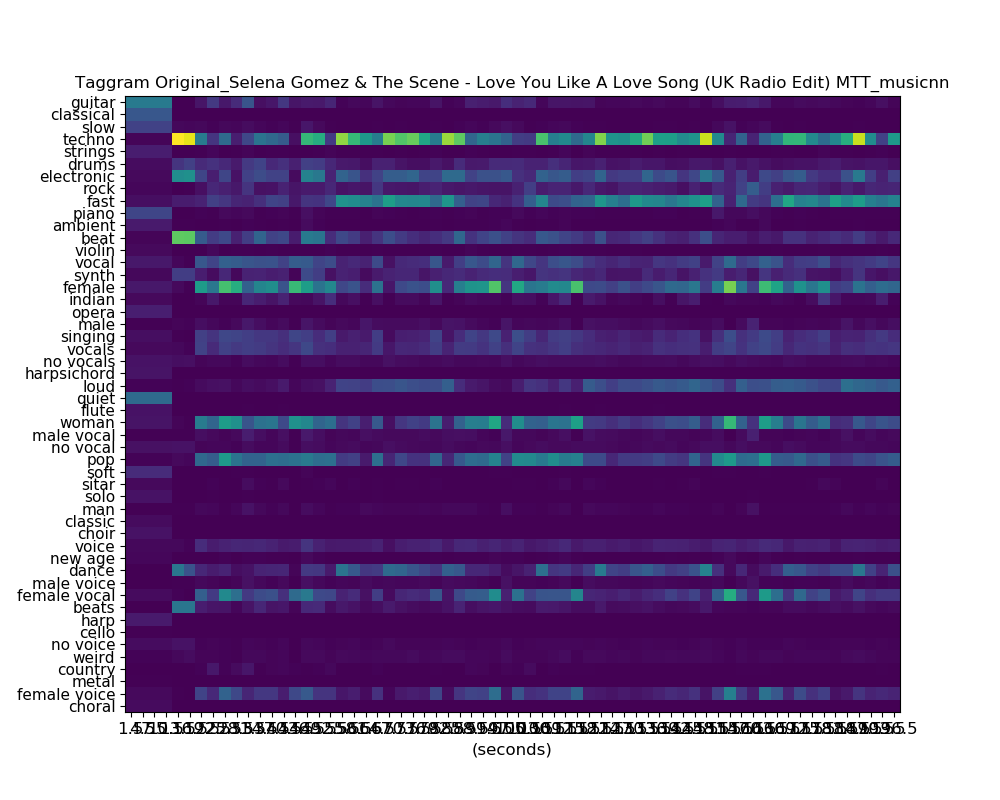 Taggram Original_Selena Gomez & The Scene - Love You Like A Love Song (UK Radio Edit) MTT_musicnn
guitar
classical
slow
techno
strings
drums
electronic
rock
fast
piano
ambient
beat
violin
vocal
synth
female
indian
opera
male
singing
vocals
no vocals
harpsichord
loud
quiet
flute
woman
male vocal
no vocal
pop
soft
sitar
solo
man
classic
choir
voice
new age
dance
male voice
female vocal
beats
harp
cello
no voice
weird
country
metal
female voice
choral
(seconds)